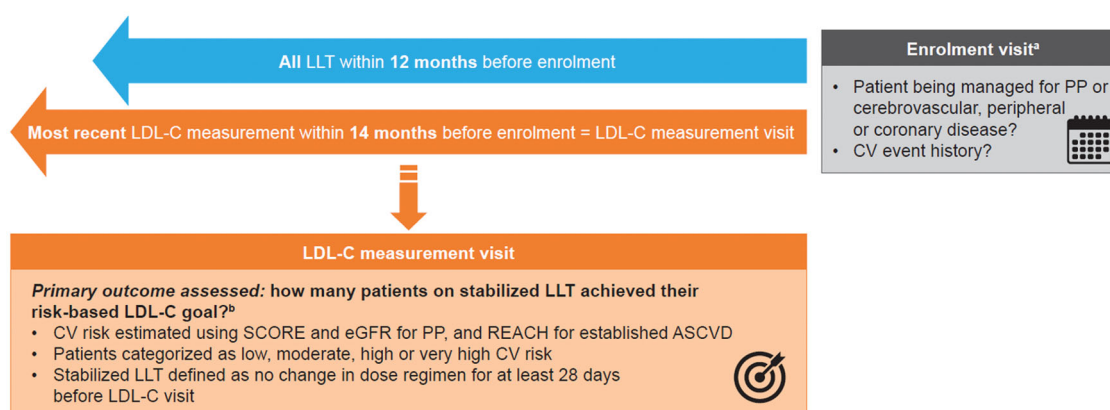 All LLT within 12 months before enrolment
Most recent LDL-C measurement within 14 months before enrolment = LDL-C measurement visit
Enrolment visitᵃ
• Patient being managed for PP or
cerebrovascular, peripheral
or coronary disease?
• CV event history?
LDL-C measurement visit
Primary outcome assessed: how many patients on stabilized LLT achieved their
risk-based LDL-C goal?ᵇ
• CV risk estimated using SCORE and eGFR for PP, and REACH for established ASCVD
• Patients categorized as low, moderate, high or very high CV risk
• Stabilized LLT defined as no change in dose regimen for at least 28 days
before LDL-C visit